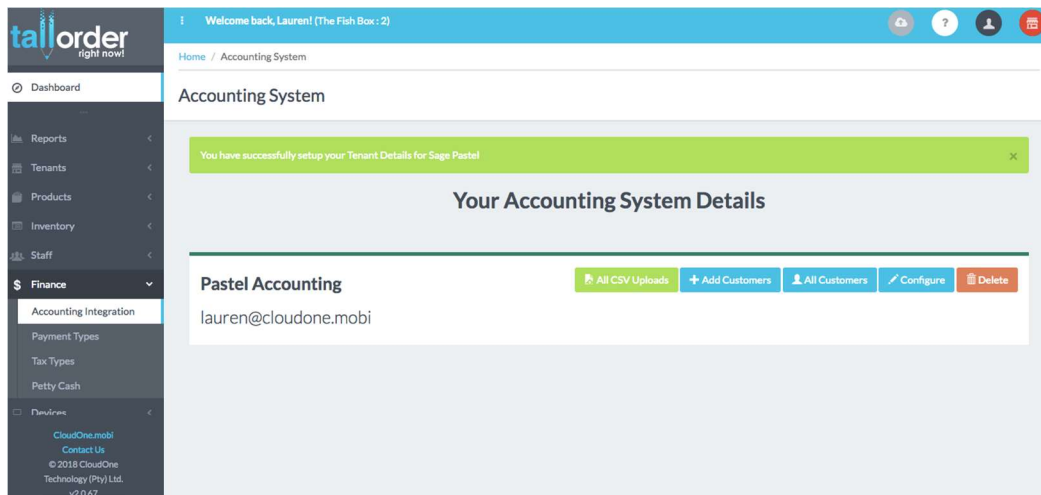 tallorder
right now!
Welcome back, Lauren! (The Fish Box : 2)
?
Home / Accounting System
Dashboard
Accounting System
...
Reports
Tenants
Products
Inventory
Staff
$ Finance
Accounting Integration
Payment Types
Tax Types
Petty Cash
Devices
CloudOne.mobi
Contact Us
© 2018 CloudOne
Technology (Pty) Ltd.
v2.0.67
You have successfully setup your Tenant Details for Sage Pastel ×
Your Accounting System Details
Pastel Accounting
All CSV Uploads + Add Customers All Customers Configure Delete
lauren@cloudone.mobi